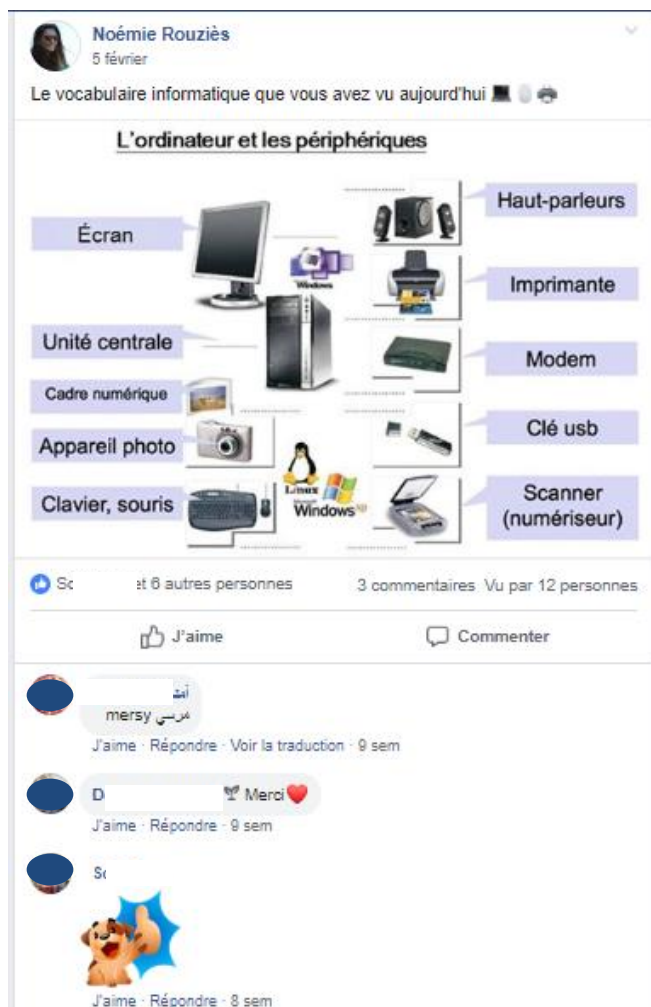 Noémie Rouziès
5 février
Le vocabulaire informatique que vous avez vu aujourd'hui
L'ordinateur et les périphériques
Écran
Unité centrale
Cadre numérique
Appareil photo
Clavier, souris
Windows
Linux
Microsoft
Windows XP
Haut-parleurs
Imprimante
Modem
Clé usb
Scanner
(numériseur)
et 6 autres personnes
3 commentaires Vu par 12 personnes
J'aime
Commenter
مرسي mersy
J'aime · Répondre · Voir la traduction · 9 sem
D
Merci
J'aime · Répondre · 9 sem
J'aime · Répondre · 8 sem